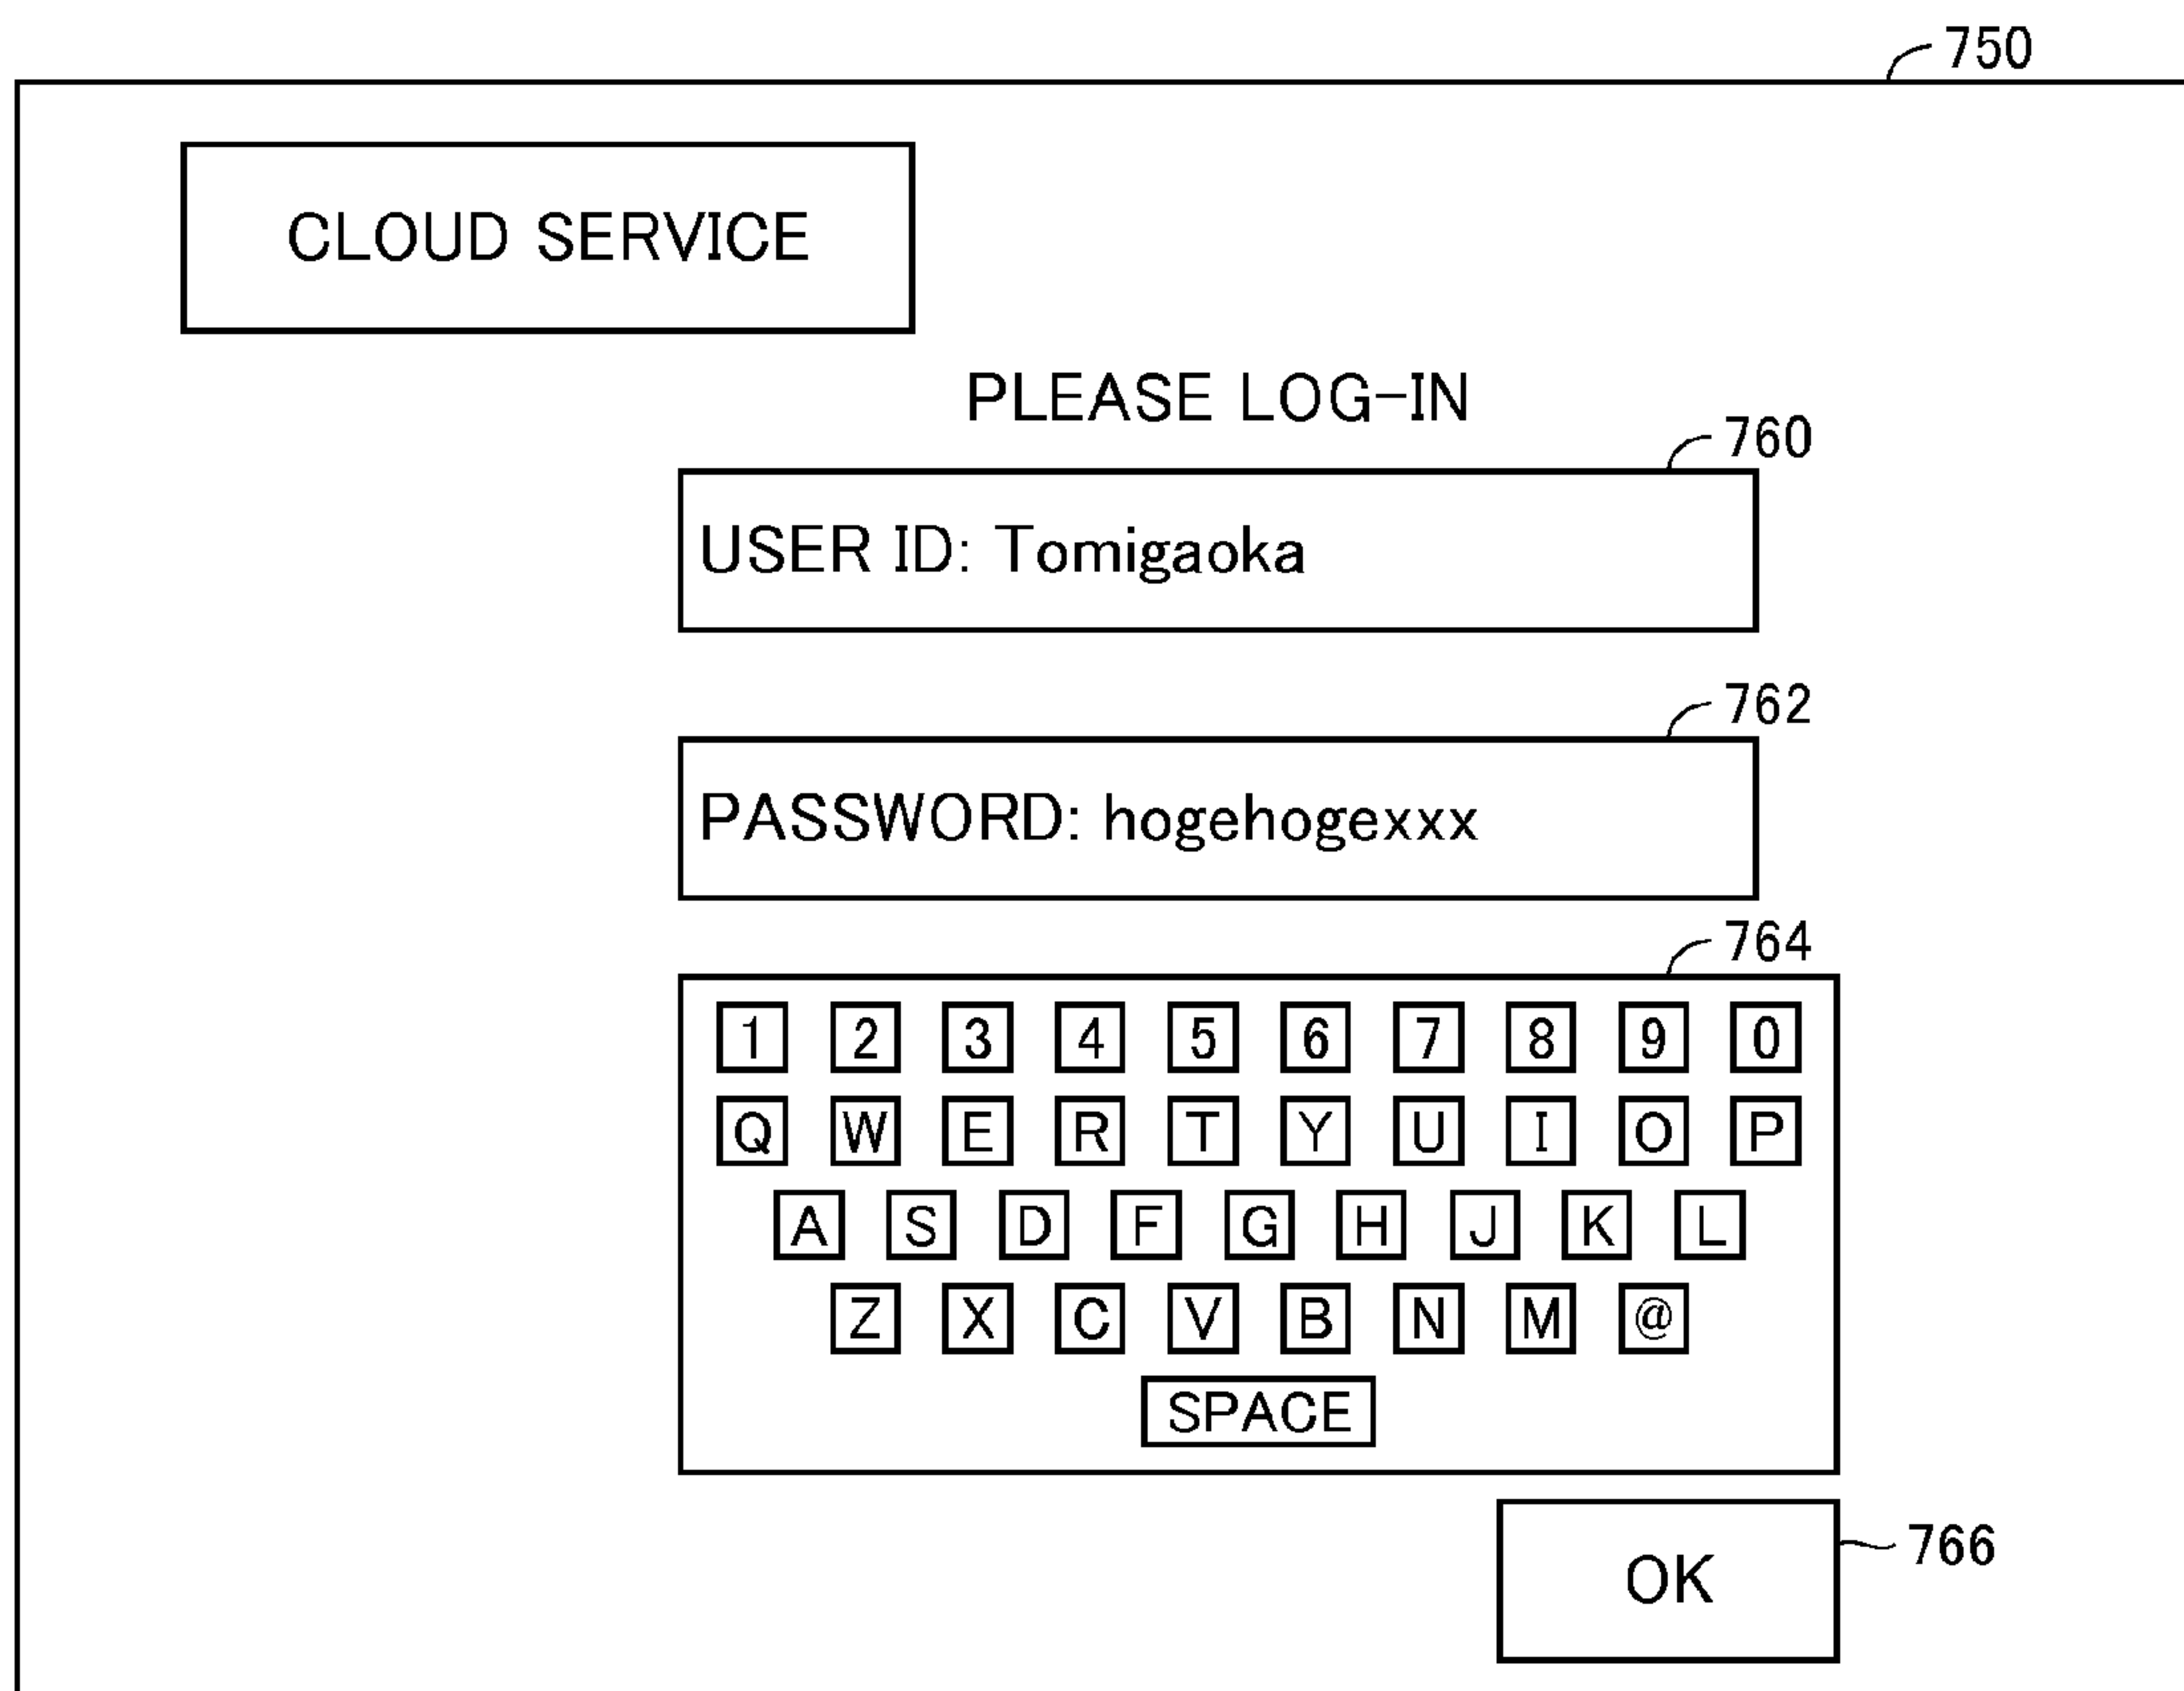 750
CLOUD SERVICE
PLEASE LOG-IN
760
USER ID: Tomigaoka
762
PASSWORD: hogehogexxx
764
1 2 3 4 5 6 7 8 9 0
Q W E R T Y U I O P
A S D F G H J K L
Z X C V B N M @
SPACE
OK
766